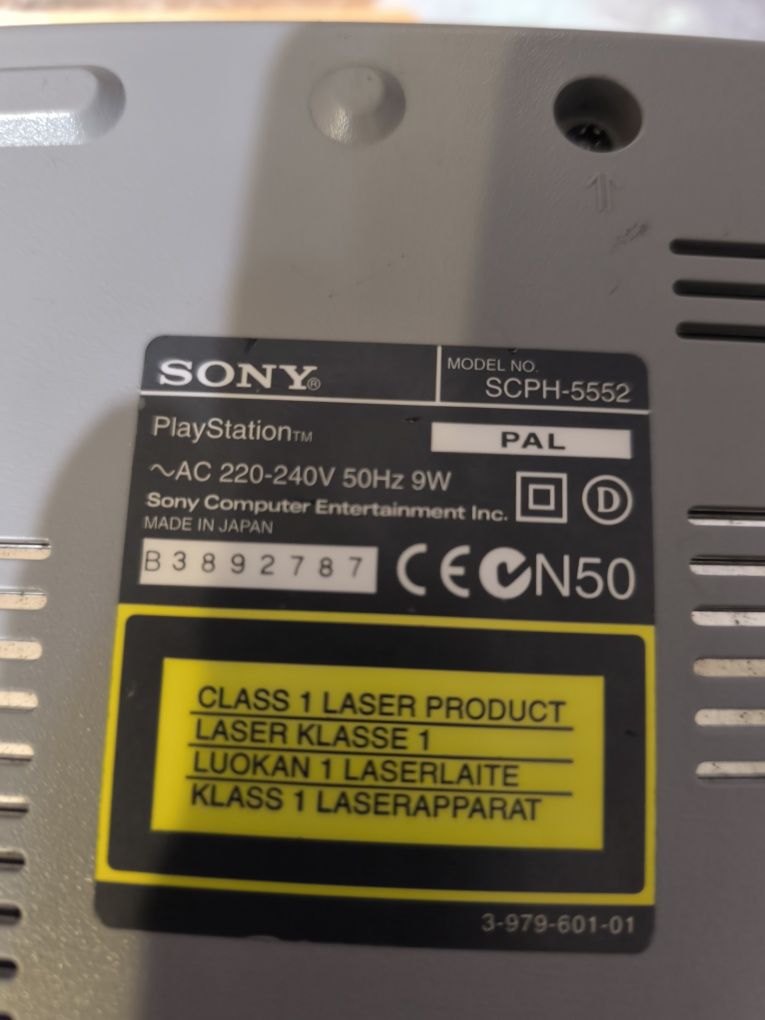 SONY®
MODEL NO.
SCPH-5552
PlayStation™
PAL
～AC 220-240V 50Hz 9W
Sony Computer Entertainment Inc.
MADE IN JAPAN
D
B3892787
CE N50
CLASS 1 LASER PRODUCT
LASER KLASSE 1
LUOKAN 1 LASERLAITE
KLASS 1 LASERAPPARAT
3-979-601-01